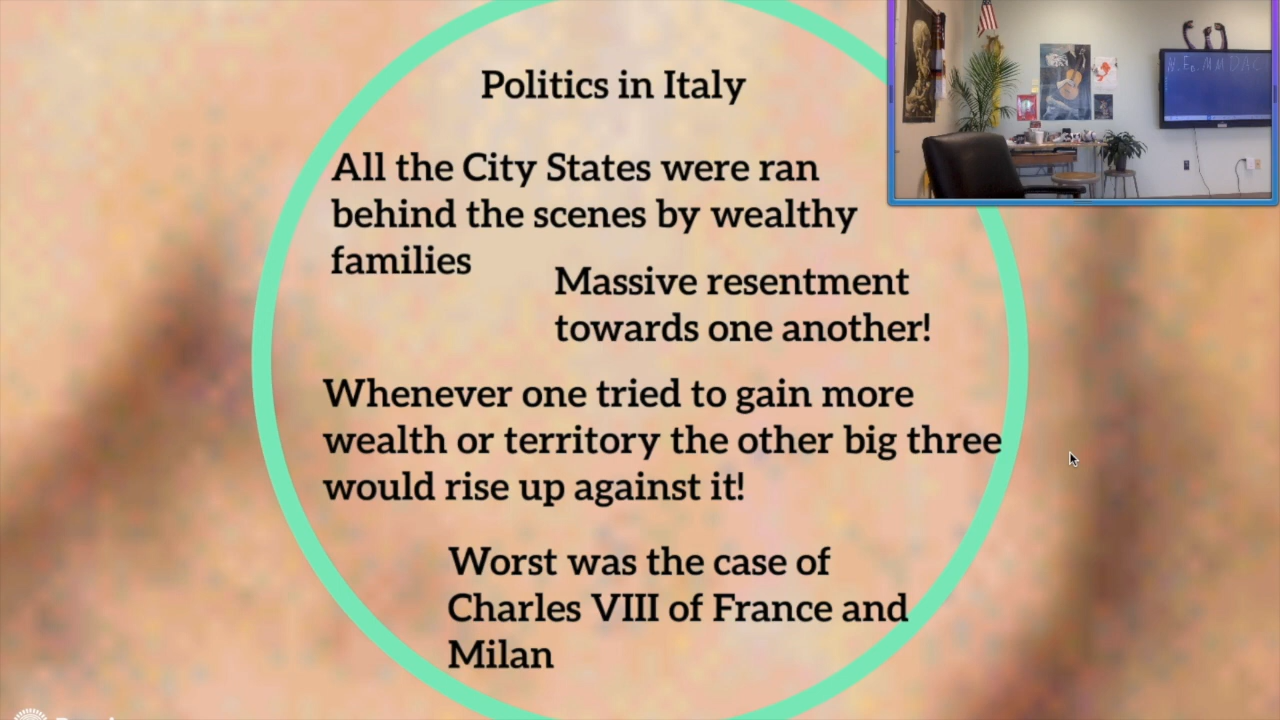 Politics in Italy
All the City States were ran
behind the scenes by wealthy
families
Massive resentment
towards one another!
Whenever one tried to gain more
wealth or territory the other big three
would rise up against it!
Worst was the case of
Charles VIII of France and
Milan